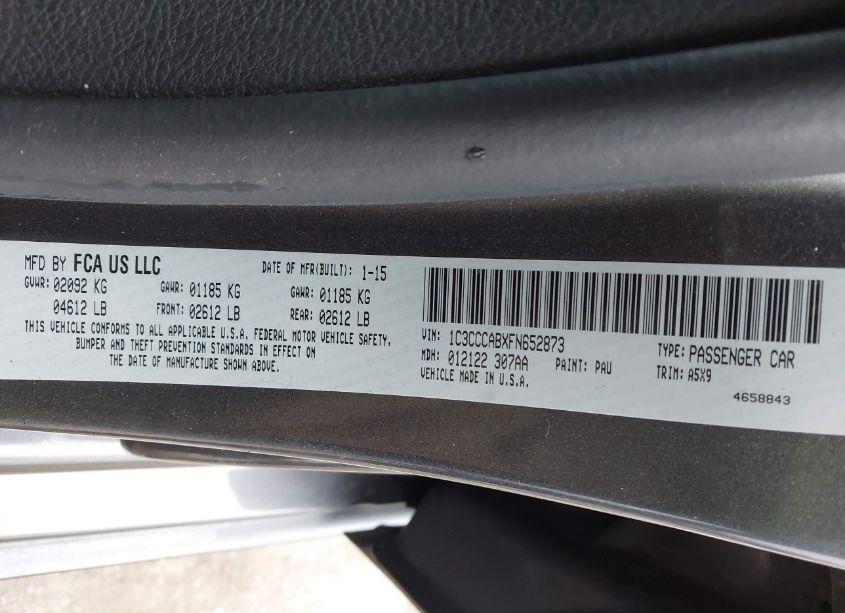 MFD BY FCA US LLC DATE OF MFR(BUILT): 1-15
GVWR: 02092 KG GAWR: 01185 KG GAWR: 01185 KG
04612 LB FRONT: 02612 LB REAR: 02612 LB
THIS VEHICLE CONFORMS TO ALL APPLICABLE U.S.A. FEDERAL MOTOR VEHICLE SAFETY,
BUMPER AND THEFT PREVENTION STANDARDS IN EFFECT ON
THE DATE OF MANUFACTURE SHOWN ABOVE.
VIN: 1C3CCCABXFN652873 TYPE: PASSENGER CAR
MDH: 012122 307AA PAINT: PAU TRIM: A5X9
VEHICLE MADE IN U.S.A.
4658843